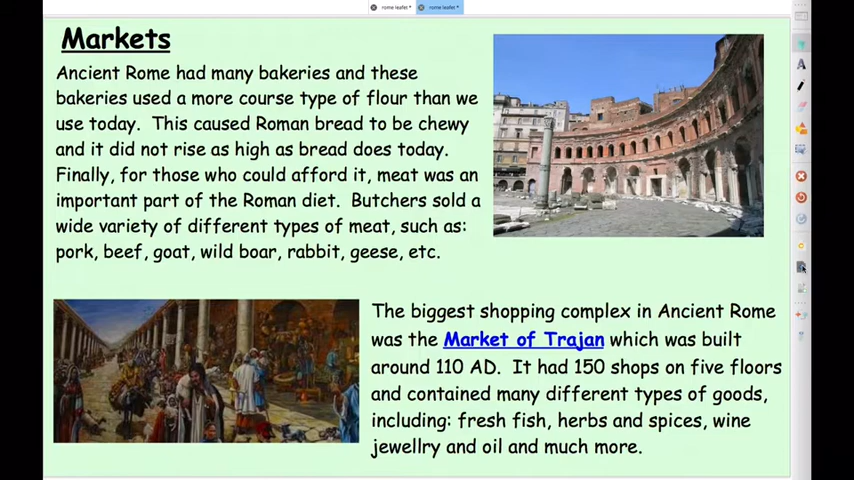 rome leafet *
rome leafet *
Markets
Ancient Rome had many bakeries and these
bakeries used a more course type of flour than we
use today. This caused Roman bread to be chewy
and it did not rise as high as bread does today.
Finally, for those who could afford it, meat was an
important part of the Roman diet. Butchers sold a
wide variety of different types of meat, such as:
pork, beef, goat, wild boar, rabbit, geese, etc.
The biggest shopping complex in Ancient Rome
was the Market of Trajan which was built
around 110 AD. It had 150 shops on five floors
and contained many different types of goods,
including: fresh fish, herbs and spices, wine
jewellry and oil and much more.